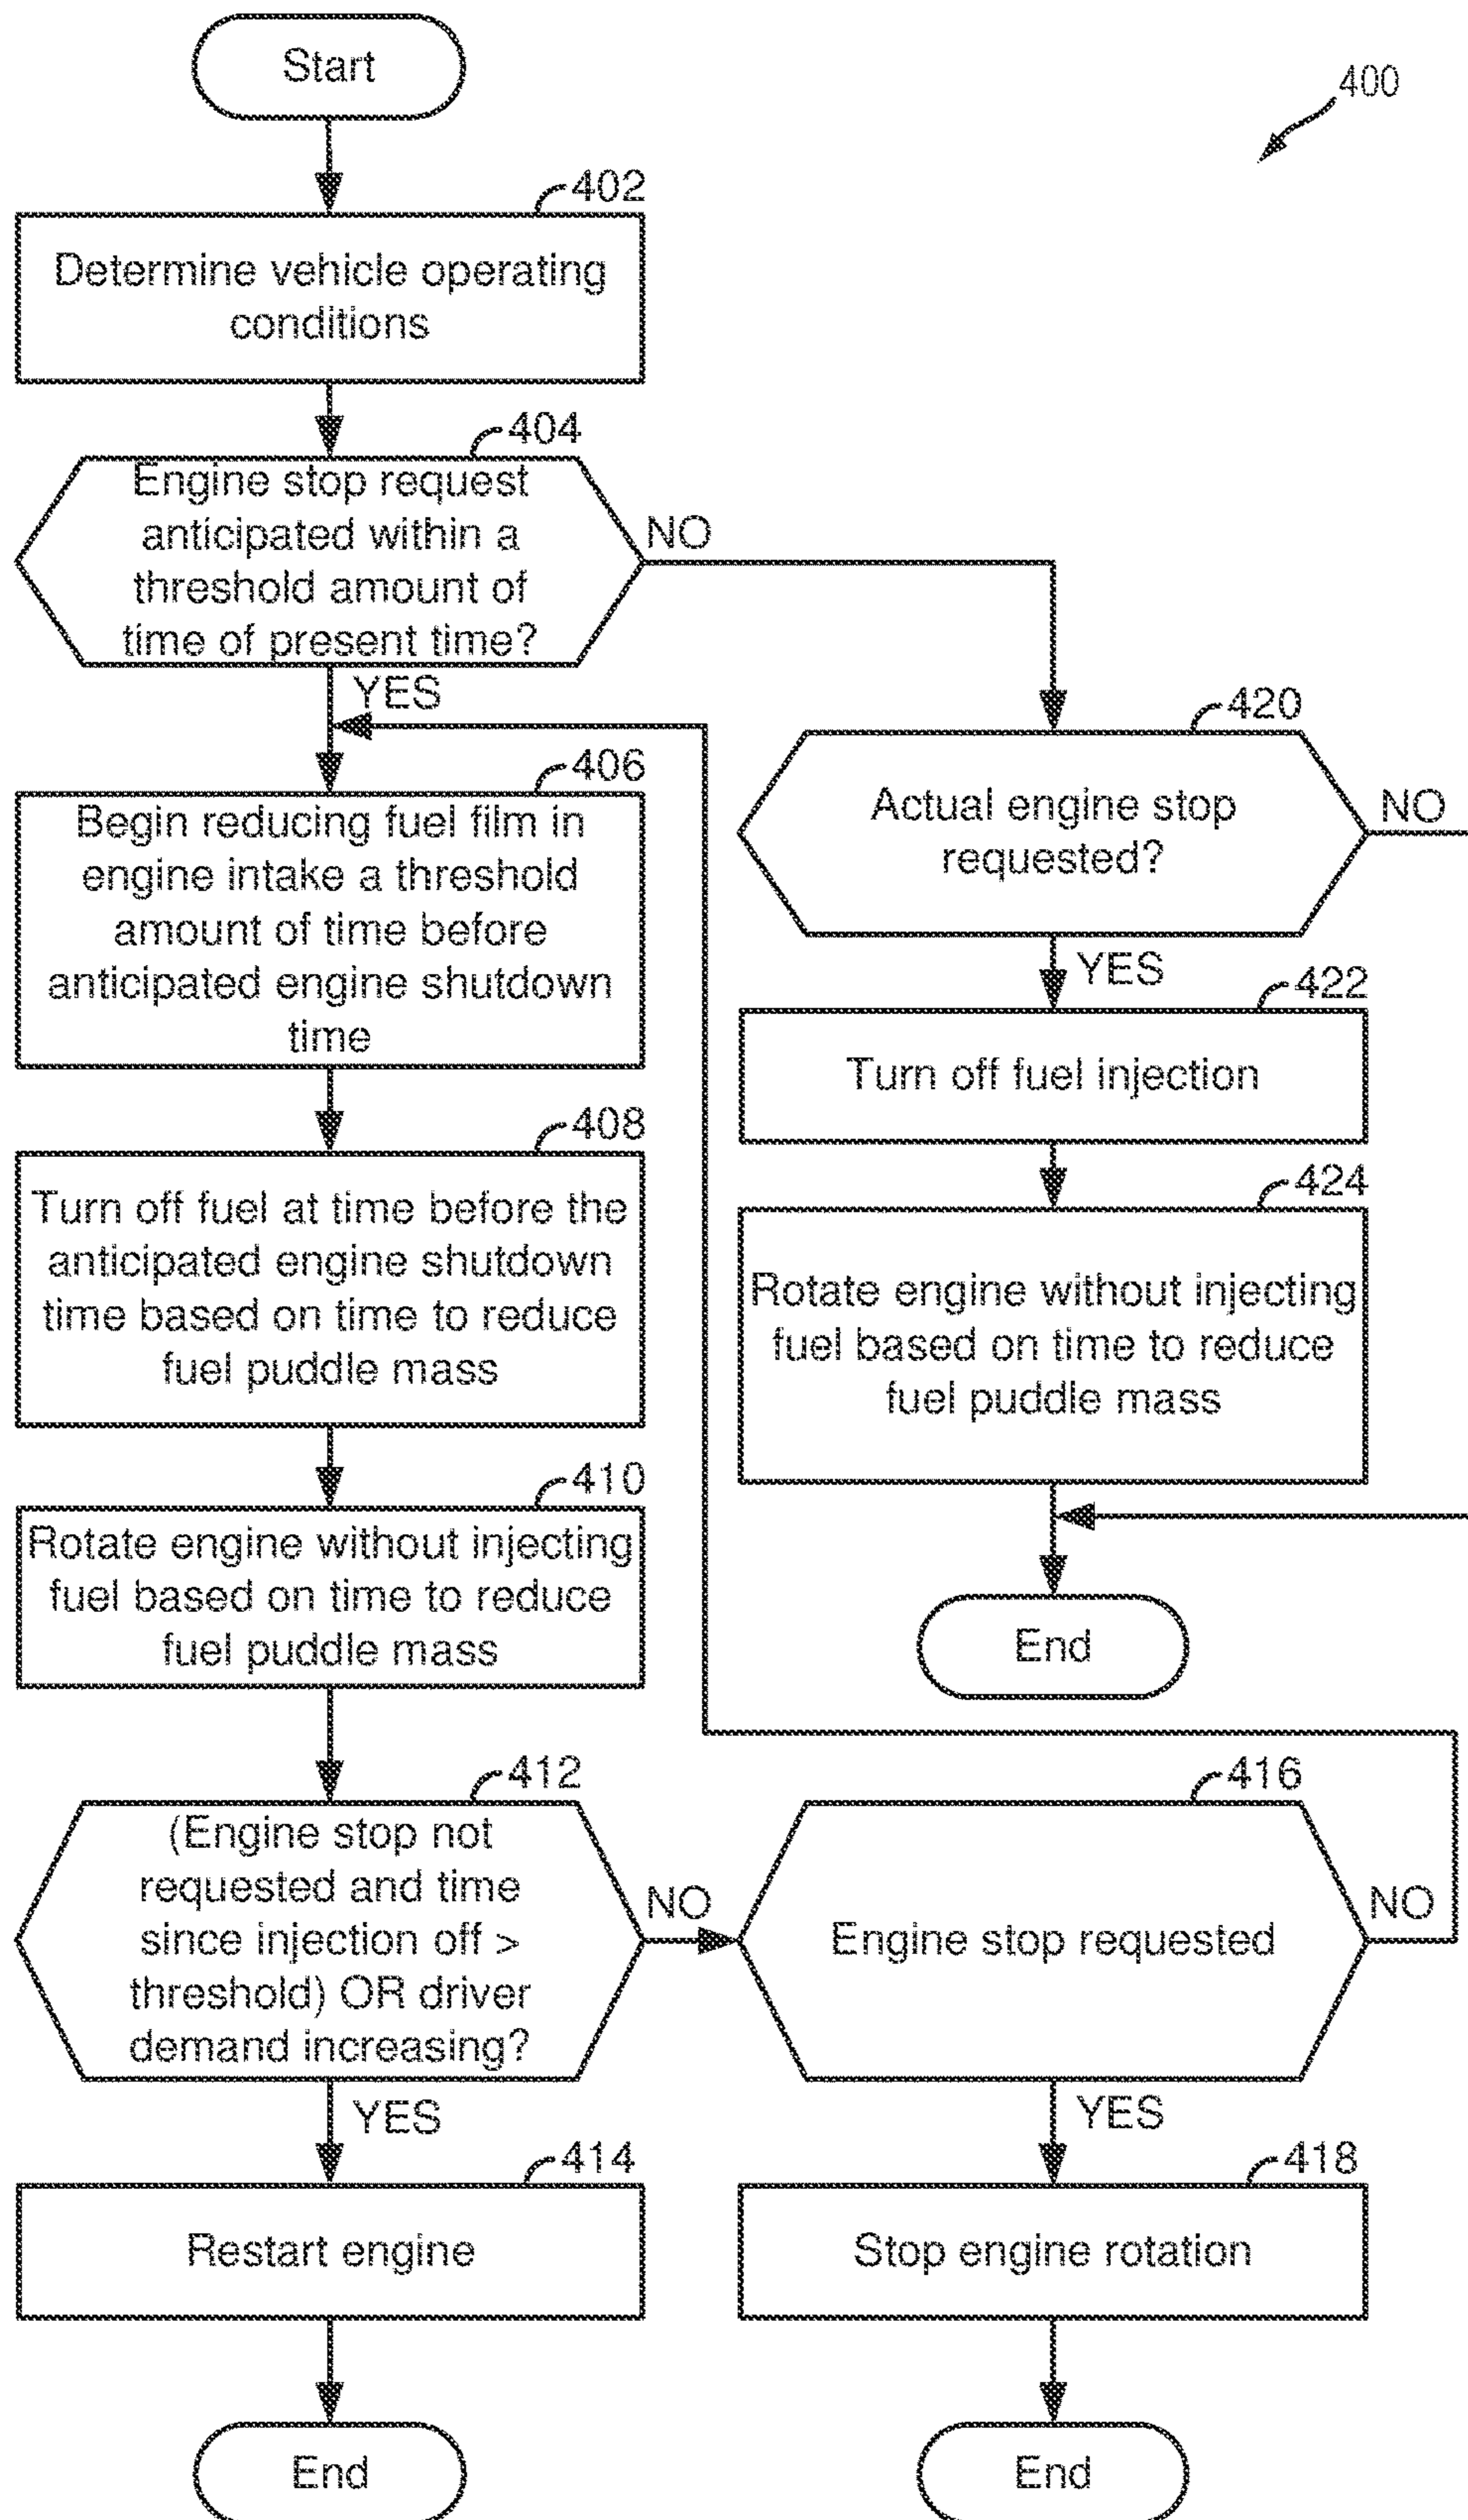 Start
400
402
Determine vehicle operating
conditions
404
Engine stop request
anticipated within a
threshold amount of
time of present time?
NO
YES
406
Begin reducing fuel film in
engine intake a threshold
amount of time before
anticipated engine shutdown
time
408
Turn off fuel at time before the
anticipated engine shutdown
time based on time to reduce
fuel puddle mass
410
Rotate engine without injecting
fuel based on time to reduce
fuel puddle mass
412
(Engine stop not
requested and time
since injection off >
threshold) OR driver
demand increasing?
NO
YES
414
Restart engine
End
420
Actual engine stop
requested?
NO
YES
422
Turn off fuel injection
424
Rotate engine without injecting
fuel based on time to reduce
fuel puddle mass
End
416
Engine stop requested
NO
YES
418
Stop engine rotation
End